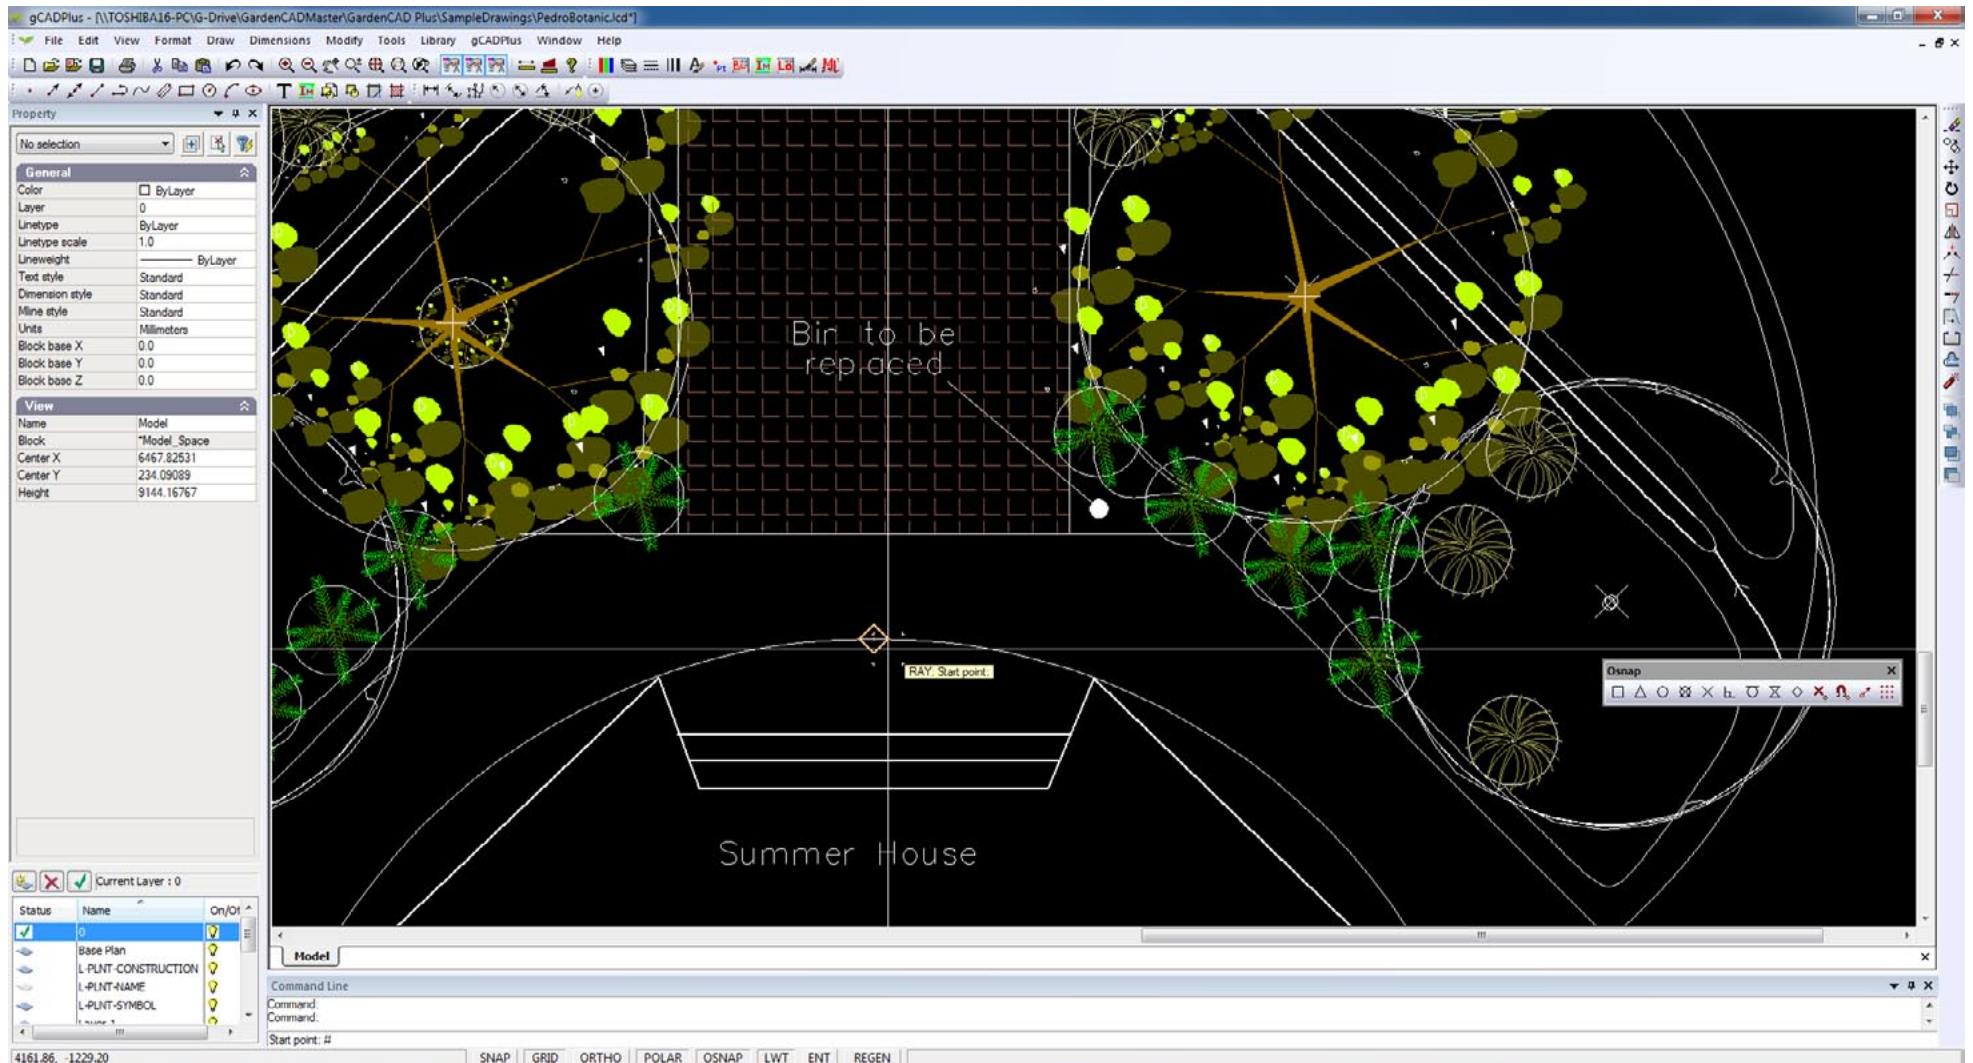 gCADPlus - [\\TOSHIBA16-PC\G-Drive\GardenCADMaster\GardenCAD Plus\SampleDrawings\PedroBotanic.lcd*]
File Edit View Format Draw Dimensions Modify Tools Library gCADPlus Window Help
Property
No selection
General
Color ByLayer
Layer 0
Linetype ByLayer
Linetype scale 1.0
Lineweight ByLayer
Text style Standard
Dimension style Standard
Mline style Standard
Units Millimeters
Block base X 0.0
Block base Y 0.0
Block base Z 0.0
View
Name Model
Block *Model_Space
Center X 6467.82531
Center Y 234.09089
Height 9144.16767
Bin to be
replaced
RAY. Start point:
Osnap
Summer House
Current Layer : 0
Status Name On/Of
0
Base Plan
L-PLNT-CONSTRUCTION
L-PLNT-NAME
L-PLNT-SYMBOL
Layer 1
Model
Command Line
Command:
Command:
Start point: #
4161.86, -1229.20
SNAP GRID ORTHO POLAR OSNAP LWT ENT REGEN